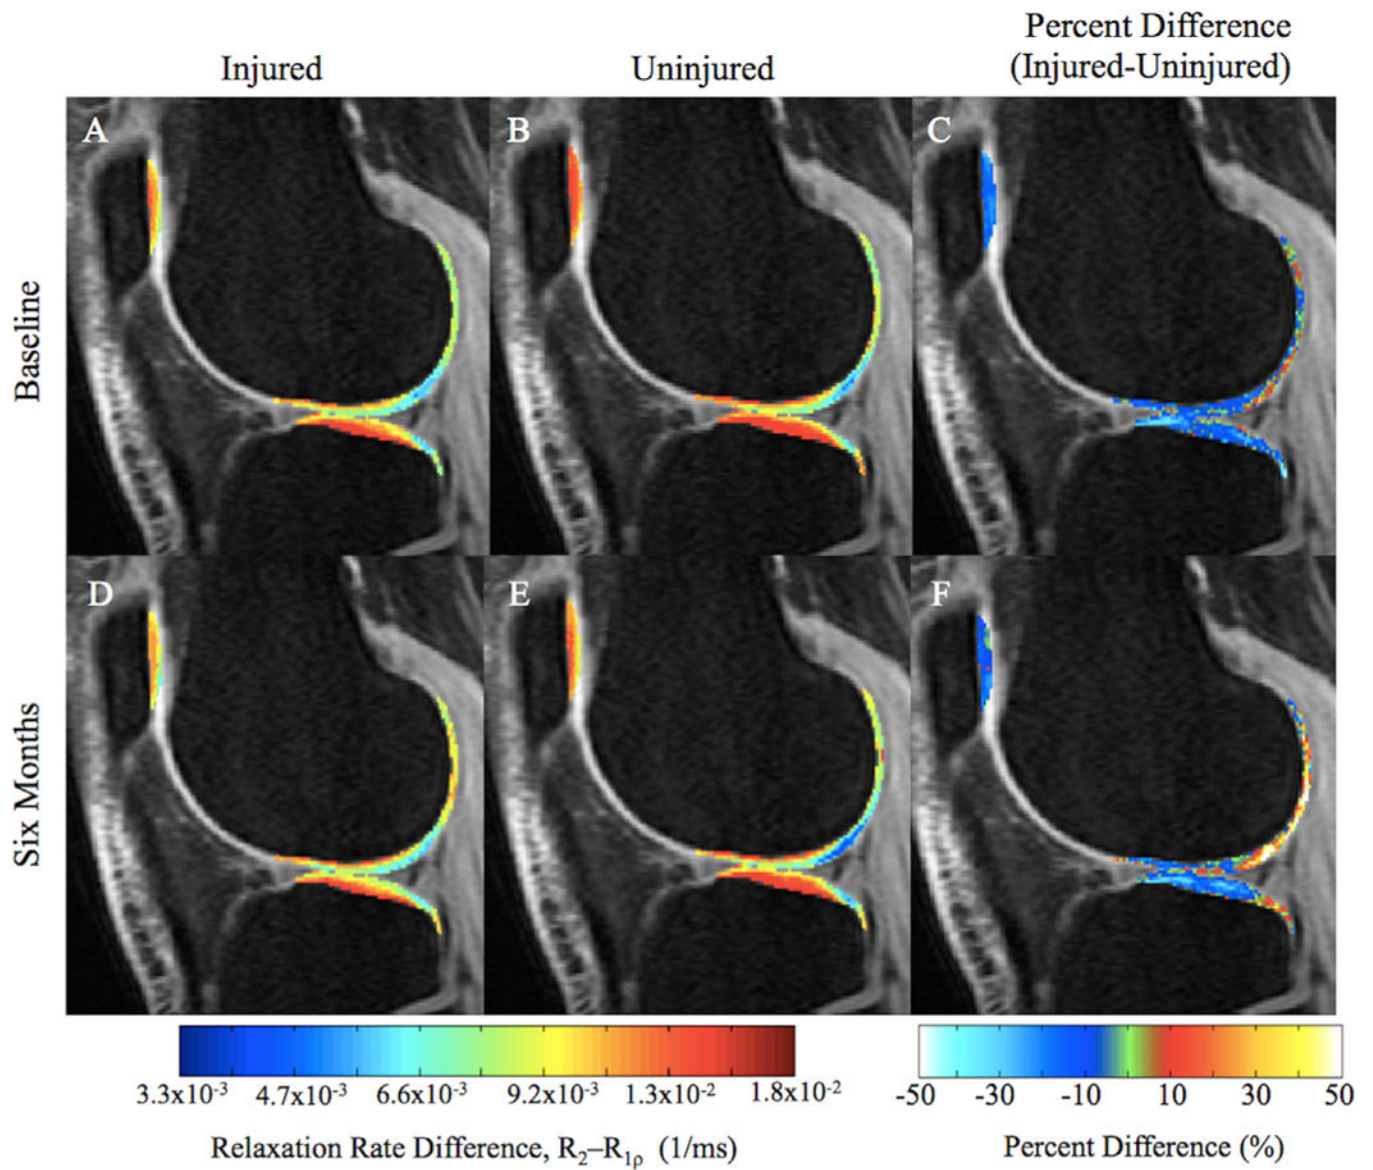 Percent Difference
Injured Uninjured (Injured-Uninjured)
A B C
Baseline
D E F
Six Months
3.3x10⁻³ 4.7x10⁻³ 6.6x10⁻³ 9.2x10⁻³ 1.3x10⁻² 1.8x10⁻² -50 -30 -10 10 30 50
Relaxation Rate Difference, R₂–R₁ᵨ (1/ms) Percent Difference (%)